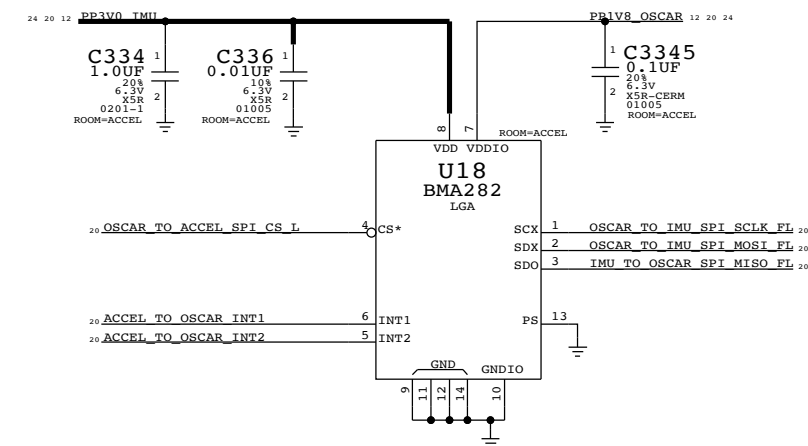 24 20 12 PP3V0_IMU
PP1V8_OSCAR 12 20 24
C334 1
1.0UF
20%
6.3V
X5R 2
0201-1
ROOM=ACCEL
C336 1
0.01UF
10%
6.3V
X5R 2
01005
ROOM=ACCEL
1 C3345
0.1UF
20%
6.3V
2 X5R-CERM
01005
ROOM=ACCEL
8 7
ROOM=ACCEL
VDD VDDIO
U18
BMA282
LGA
20 OSCAR_TO_ACCEL_SPI_CS_L 4 CS*
SCX 1 OSCAR_TO_IMU_SPI_SCLK_FL 20
SDX 2 OSCAR_TO_IMU_SPI_MOSI_FL 20
SDO 3 IMU_TO_OSCAR_SPI_MISO_FL 20
20 ACCEL_TO_OSCAR_INT1 6 INT1
PS 13
20 ACCEL_TO_OSCAR_INT2 5 INT2
GND GNDIO
9 11 12 14 10